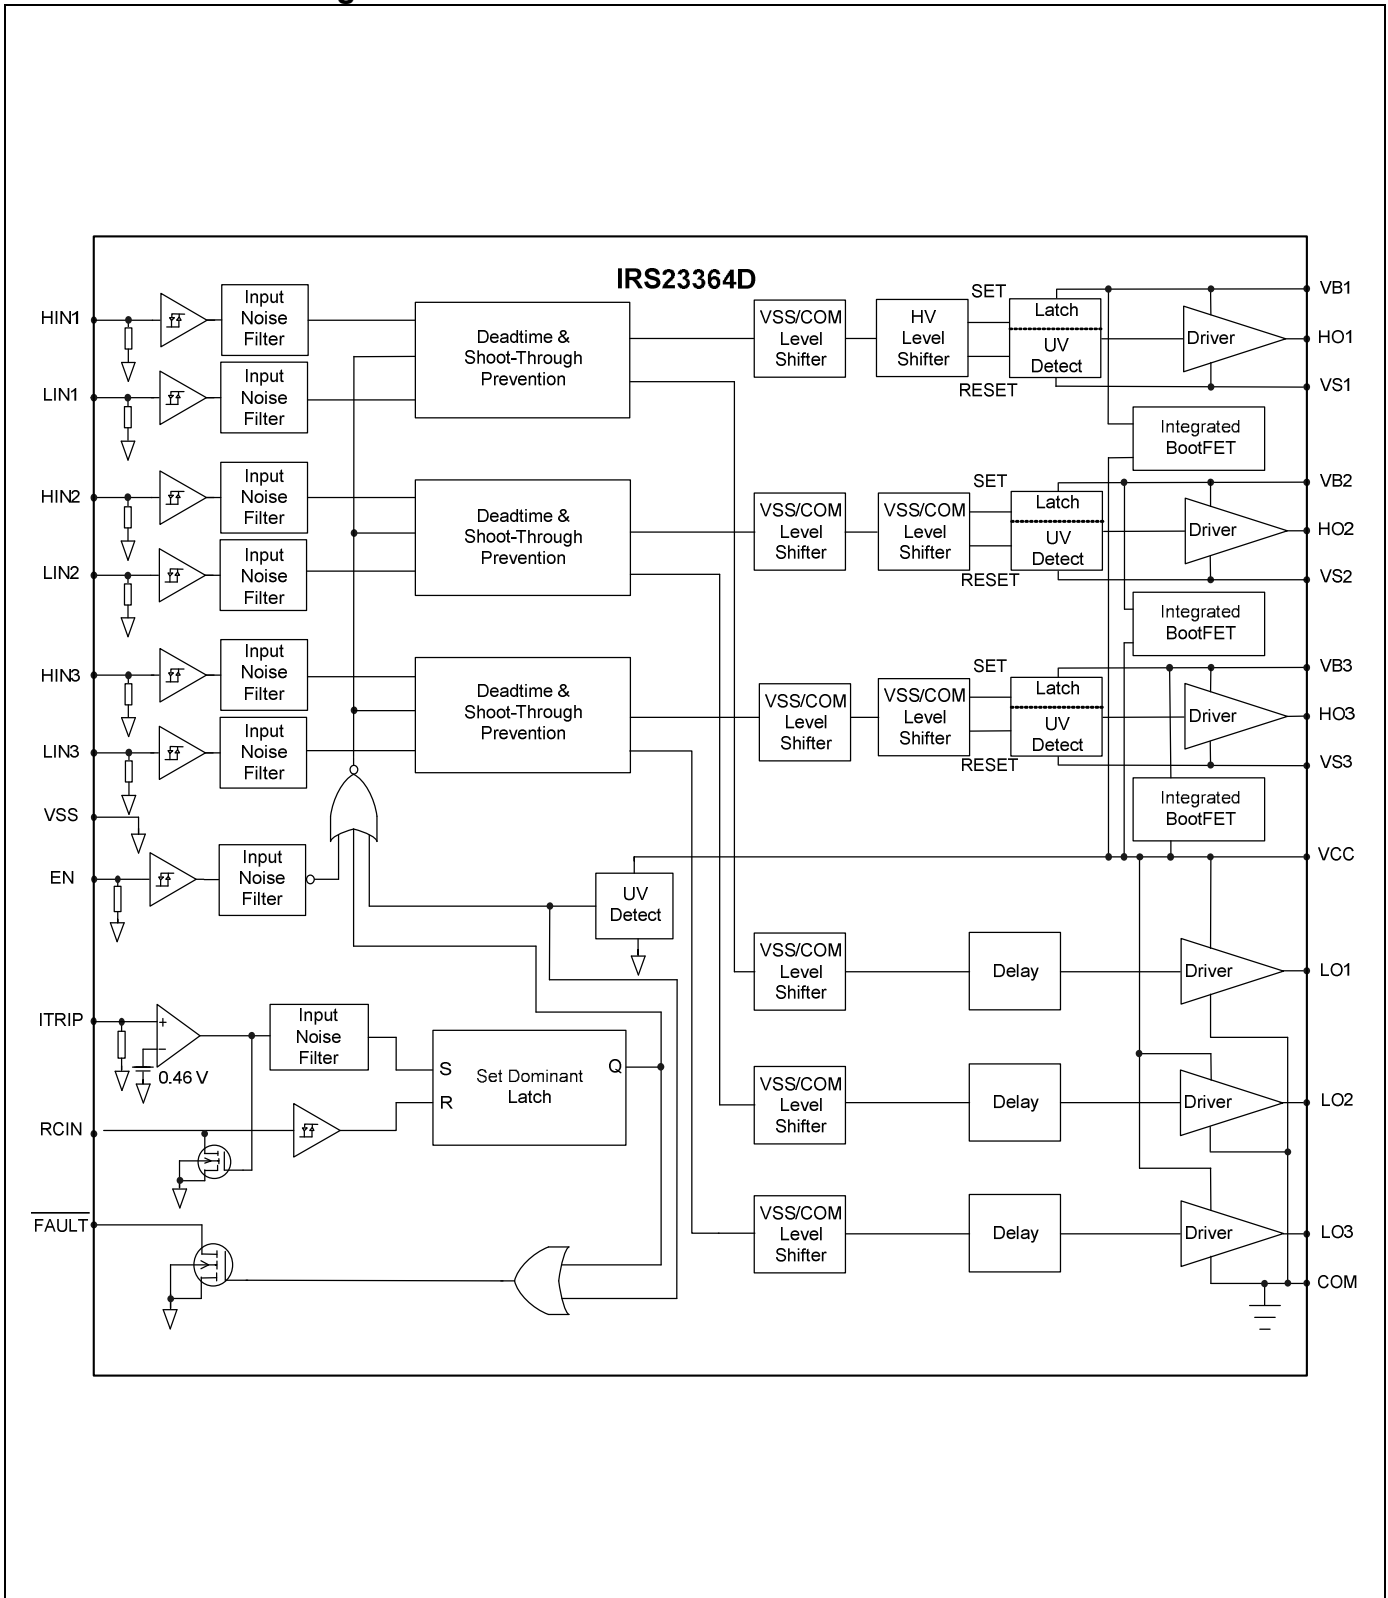 IRS23364D
HIN1
Input
Noise
Filter
LIN1
Input
Noise
Filter
Deadtime &
Shoot-Through
Prevention
VSS/COM
Level
Shifter
HV
Level
Shifter
SET
RESET
Latch
UV
Detect
Driver
VB1
HO1
VS1
Integrated
BootFET
HIN2
Input
Noise
Filter
LIN2
Input
Noise
Filter
Deadtime &
Shoot-Through
Prevention
VSS/COM
Level
Shifter
VSS/COM
Level
Shifter
SET
RESET
Latch
UV
Detect
Driver
VB2
HO2
VS2
Integrated
BootFET
HIN3
Input
Noise
Filter
LIN3
Input
Noise
Filter
Deadtime &
Shoot-Through
Prevention
VSS/COM
Level
Shifter
VSS/COM
Level
Shifter
SET
RESET
Latch
UV
Detect
Driver
VB3
HO3
VS3
Integrated
BootFET
VSS
VCC
EN
Input
Noise
Filter
UV
Detect
VSS/COM
Level
Shifter
Delay
Driver
LO1
ITRIP
+
−
0.46 V
Input
Noise
Filter
S
R
Q
Set Dominant
Latch
RCIN
VSS/COM
Level
Shifter
Delay
Driver
LO2
FAULT
VSS/COM
Level
Shifter
Delay
Driver
LO3
COM